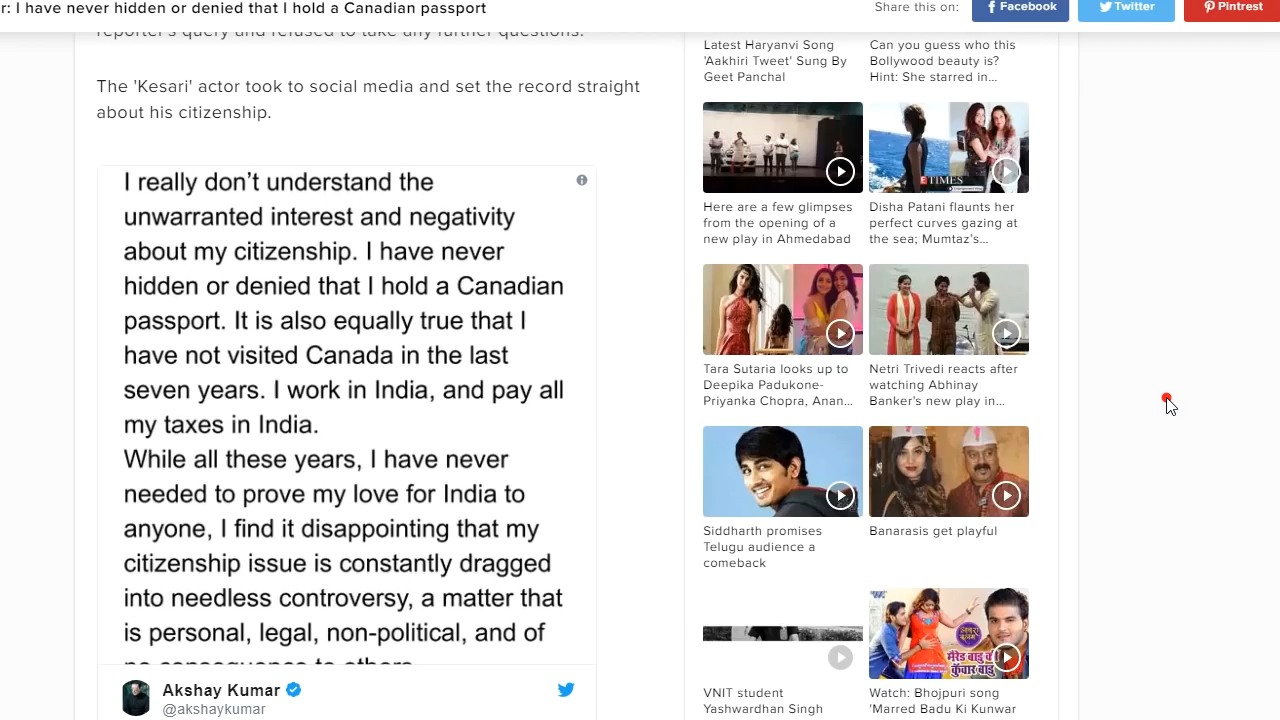 r: I have never hidden or denied that I hold a Canadian passport
Share this on:
Facebook
Twitter
Pintrest
reporter's query and refused to take any further questions.
The 'Kesari' actor took to social media and set the record straight
about his citizenship.
I really don’t understand the
unwarranted interest and negativity
about my citizenship. I have never
hidden or denied that I hold a Canadian
passport. It is also equally true that I
have not visited Canada in the last
seven years. I work in India, and pay all
my taxes in India.
While all these years, I have never
needed to prove my love for India to
anyone, I find it disappointing that my
citizenship issue is constantly dragged
into needless controversy, a matter that
is personal, legal, non-political, and of
no consequence to others.
Akshay Kumar
@akshaykumar
Latest Haryanvi Song
'Aakhiri Tweet' Sung By
Geet Panchal
Can you guess who this
Bollywood beauty is?
Hint: She starred in...
ETIMES
Here are a few glimpses
from the opening of a
new play in Ahmedabad
Disha Patani flaunts her
perfect curves gazing at
the sea; Mumtaz's...
Tara Sutaria looks up to
Deepika Padukone-
Priyanka Chopra, Anan...
Netri Trivedi reacts after
watching Abhinay
Banker's new play in...
Siddharth promises
Telugu audience a
comeback
Banarasis get playful
मैरेड बाड़ू की
कुँवार बाड़ू
VNIT student
Yashwardhan Singh
Watch: Bhojpuri song
'Marred Badu Ki Kunwar